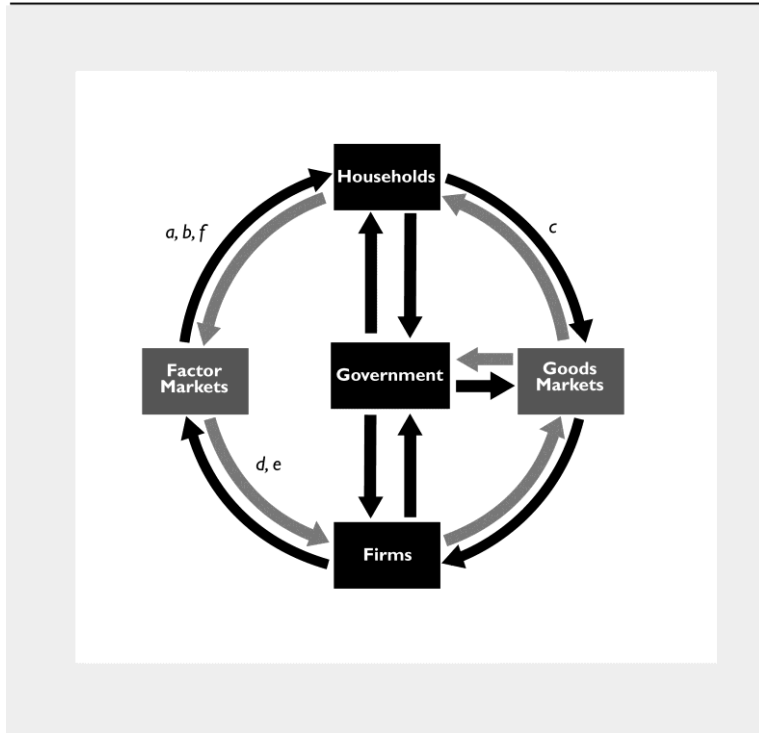 Households
a, b, f
c
Factor
Markets
Government
Goods
Markets
d, e
Firms